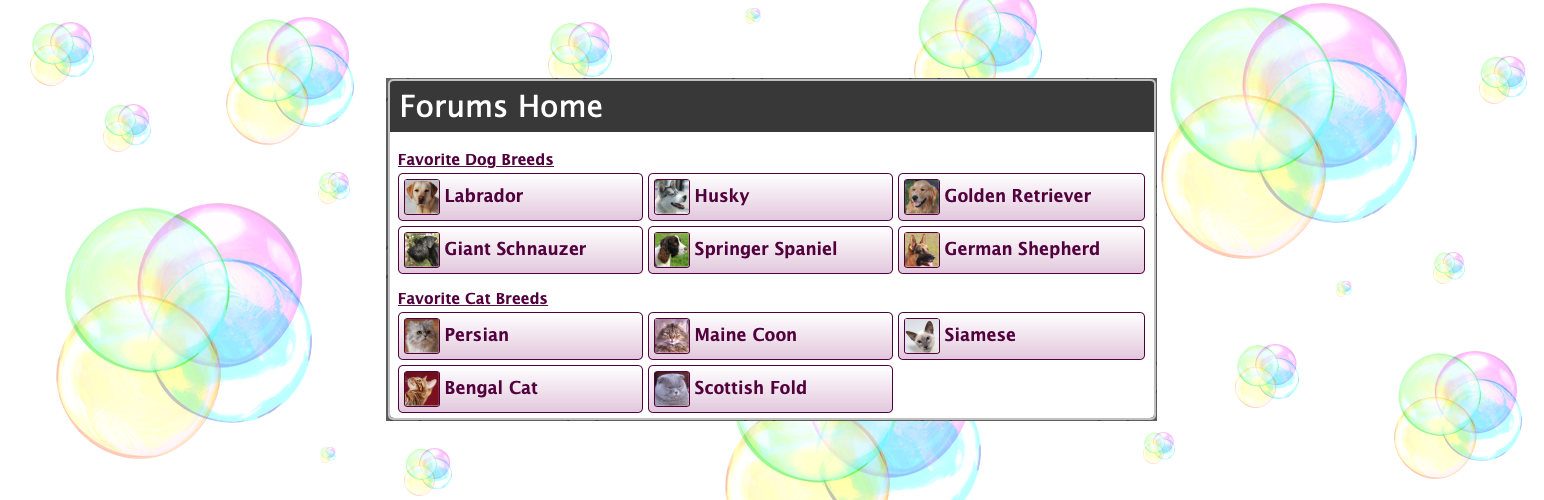 Forums Home
Favorite Dog Breeds
Labrador Husky Golden Retriever
Giant Schnauzer Springer Spaniel German Shepherd
Favorite Cat Breeds
Persian Maine Coon Siamese
Bengal Cat Scottish Fold